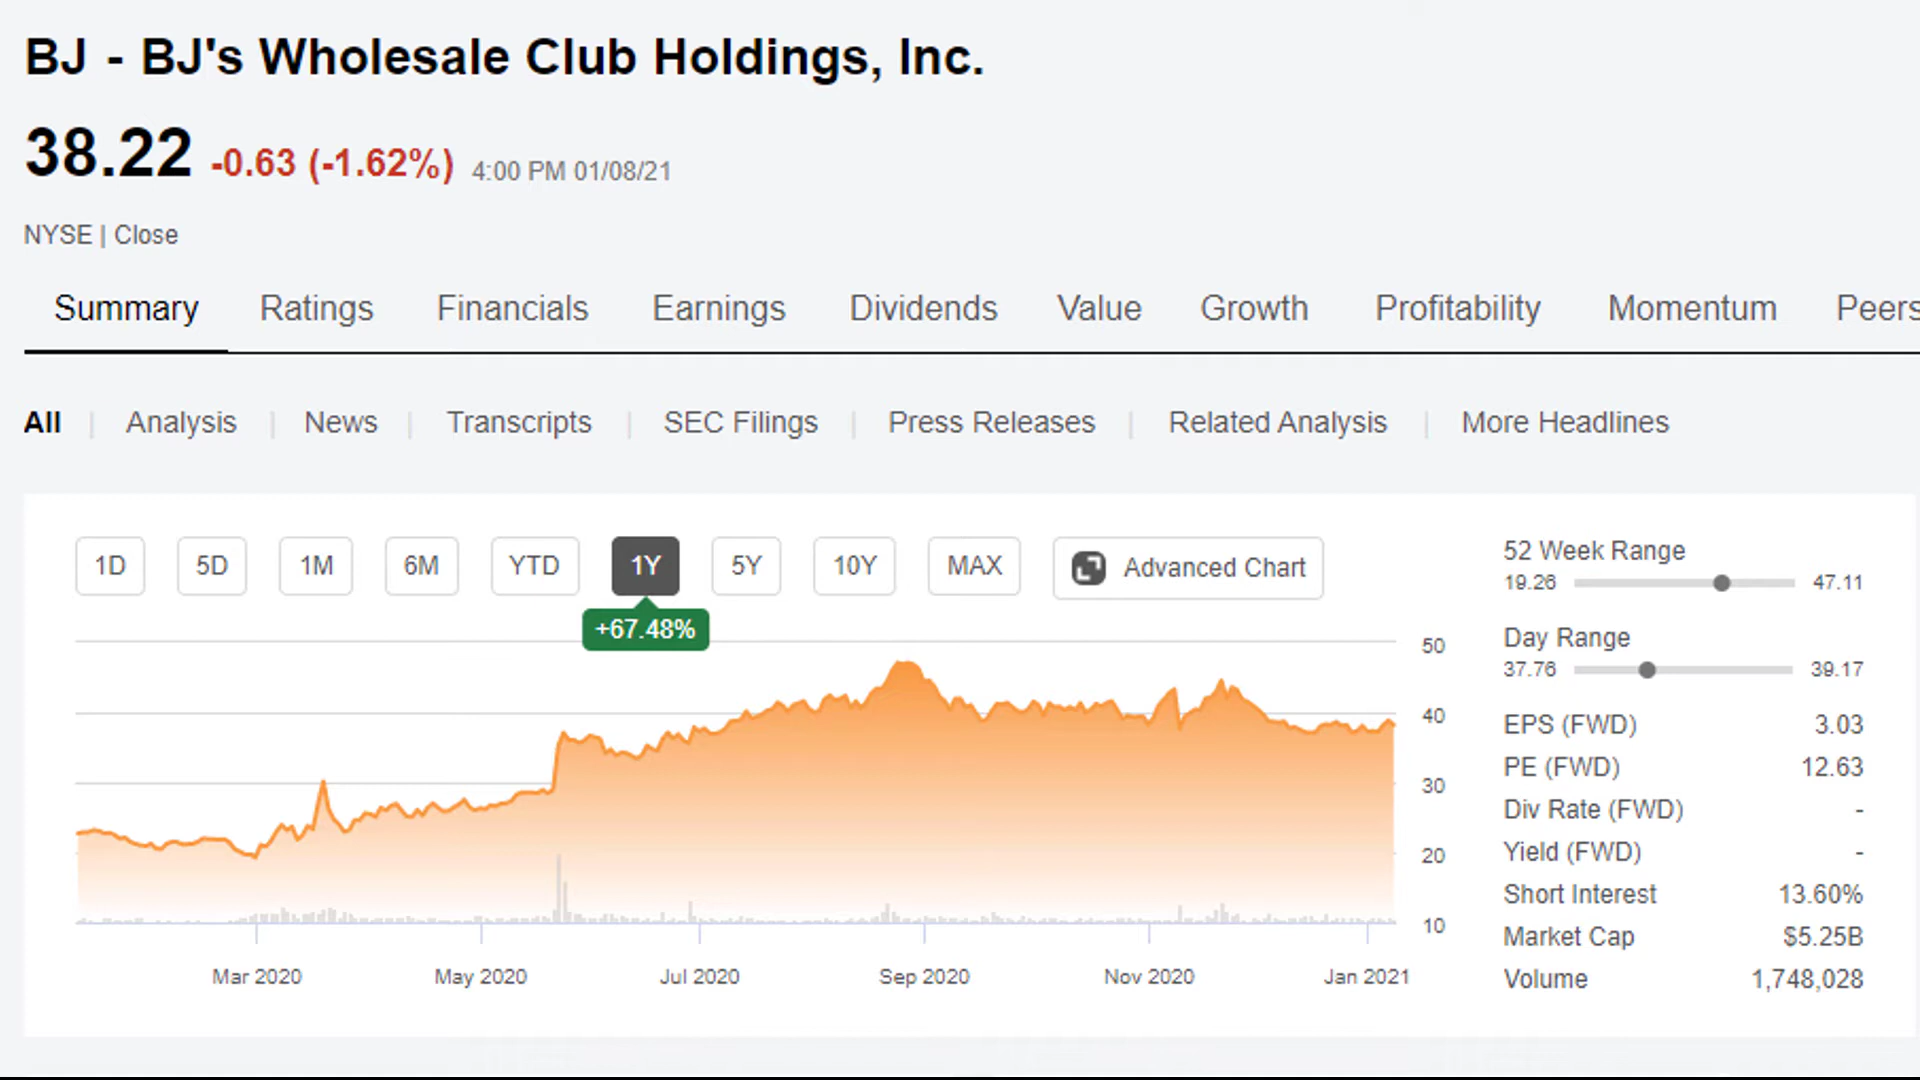 BJ - BJ's Wholesale Club Holdings, Inc.
38.22 -0.63 (-1.62%) 4:00 PM 01/08/21
NYSE | Close
Summary Ratings Financials Earnings Dividends Value Growth Profitability Momentum Peers
All | Analysis | News | Transcripts | SEC Filings | Press Releases | Related Analysis | More Headlines
1D 5D 1M 6M YTD 1Y 5Y 10Y MAX Advanced Chart
+67.48%
50
40
30
20
10
Mar 2020 May 2020 Jul 2020 Sep 2020 Nov 2020 Jan 2021
52 Week Range
19.26 47.11
Day Range
37.76 39.17
EPS (FWD) 3.03
PE (FWD) 12.63
Div Rate (FWD) -
Yield (FWD) -
Short Interest 13.60%
Market Cap $5.25B
Volume 1,748,028